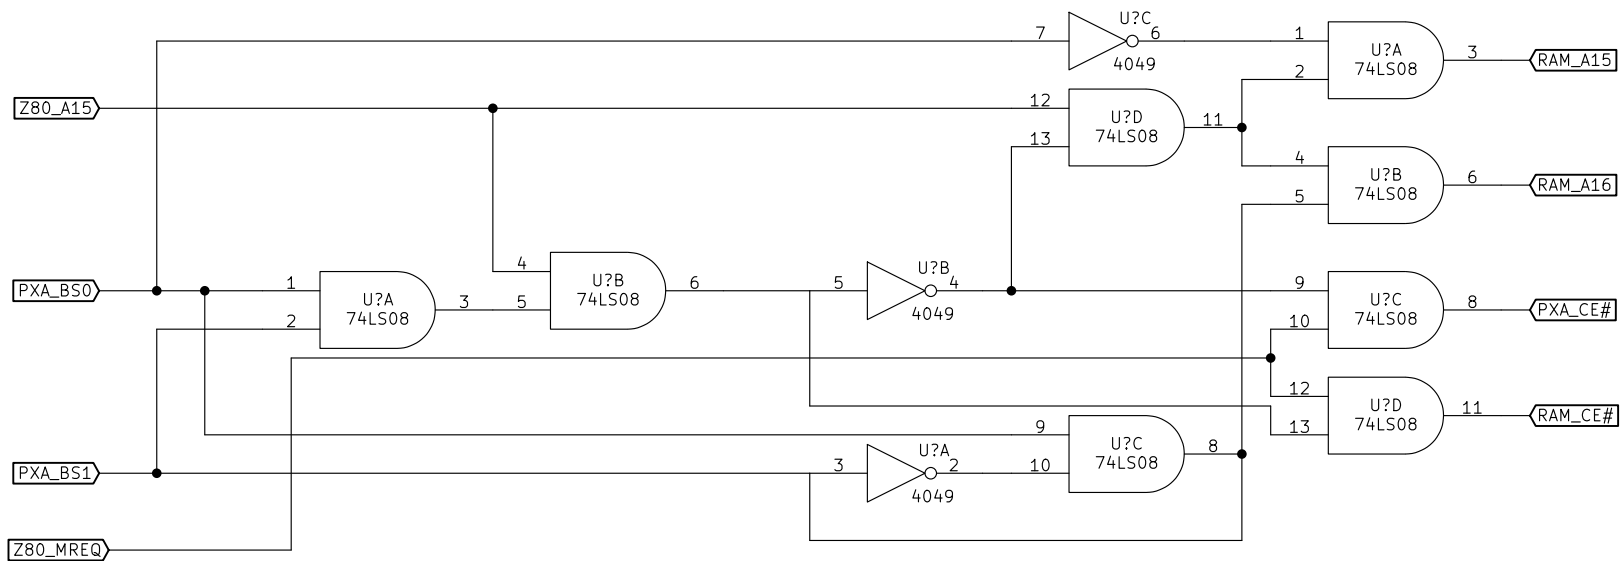 U?C
7 6 1 U?A 3 RAM_A15
4049 74LS08
2
Z80_A15 12 U?D 11
74LS08
13
4 U?B 6 RAM_A16
74LS08
5
PXA_BS0 1 U?A 3
74LS08
2
4 U?B 6
74LS08
5
5 U?B 4
4049
9 U?C 8 PXA_CE#
74LS08
10
12 U?D 11 RAM_CE#
74LS08
13
9 U?C 8
74LS08
10
PXA_BS1 3 U?A 2
4049
Z80_MREQ